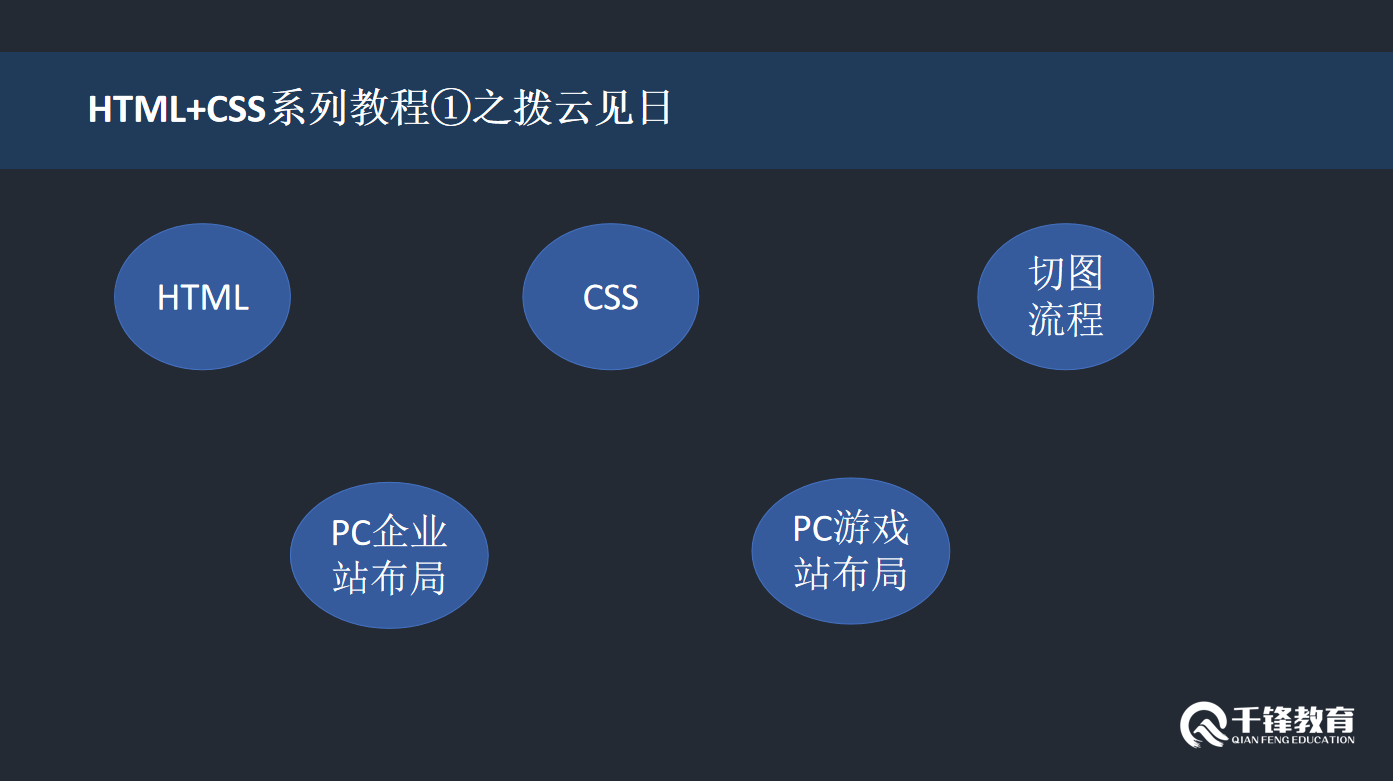 HTML+CSS系列教程①之拨云见日
HTML
CSS
切图
流程
PC企业
站布局
PC游戏
站布局
千锋教育
QIAN FENG EDUCATION